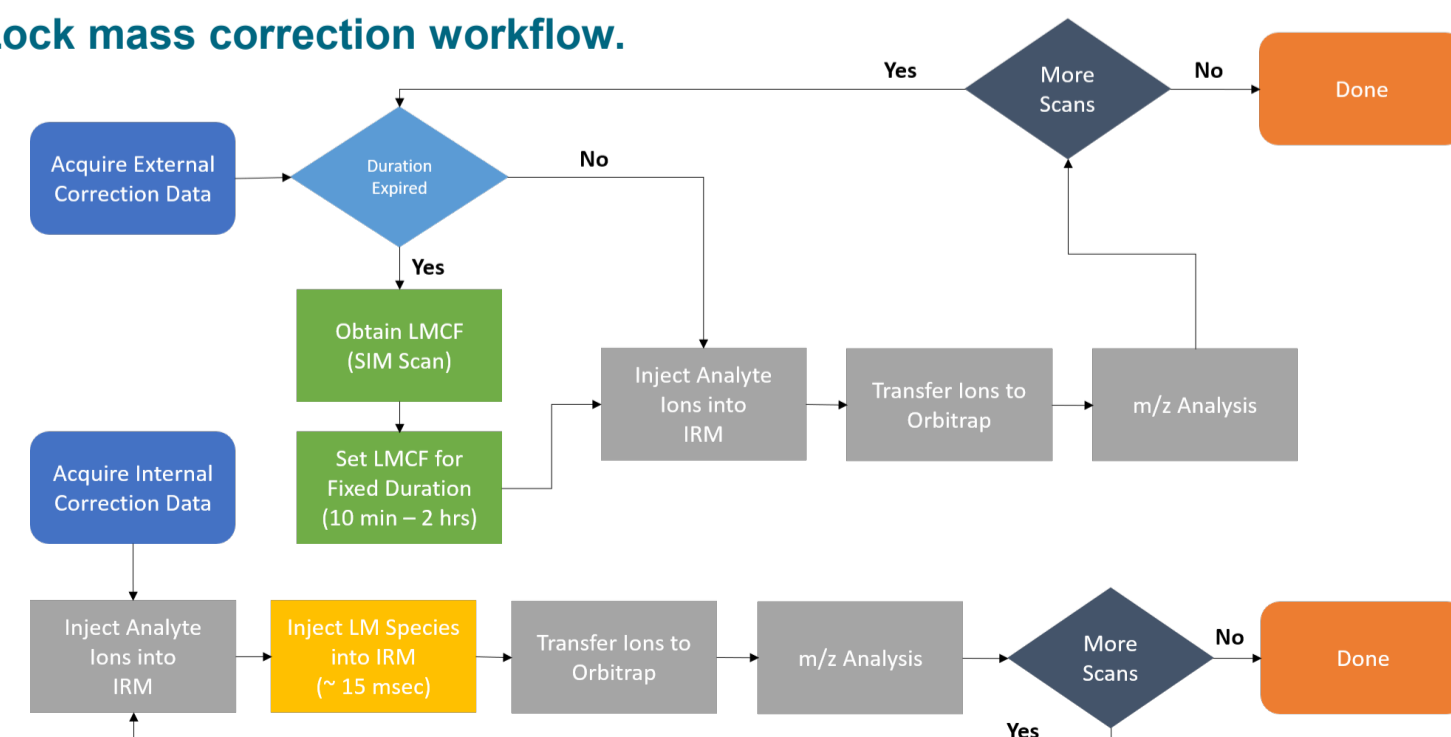 ock mass correction workflow.
Yes
More
Scans
No
Done
Acquire External
Correction Data
Duration
Expired
No
Yes
Obtain LMCF
(SIM Scan)
Inject Analyte
Ions into
IRM
Transfer Ions to
Orbitrap
m/z Analysis
Set LMCF for
Fixed Duration
(10 min – 2 hrs)
Acquire Internal
Correction Data
Inject Analyte
Ions into
IRM
Inject LM Species
into IRM
(~ 15 msec)
Transfer Ions to
Orbitrap
m/z Analysis
More
Scans
No
Done
Yes